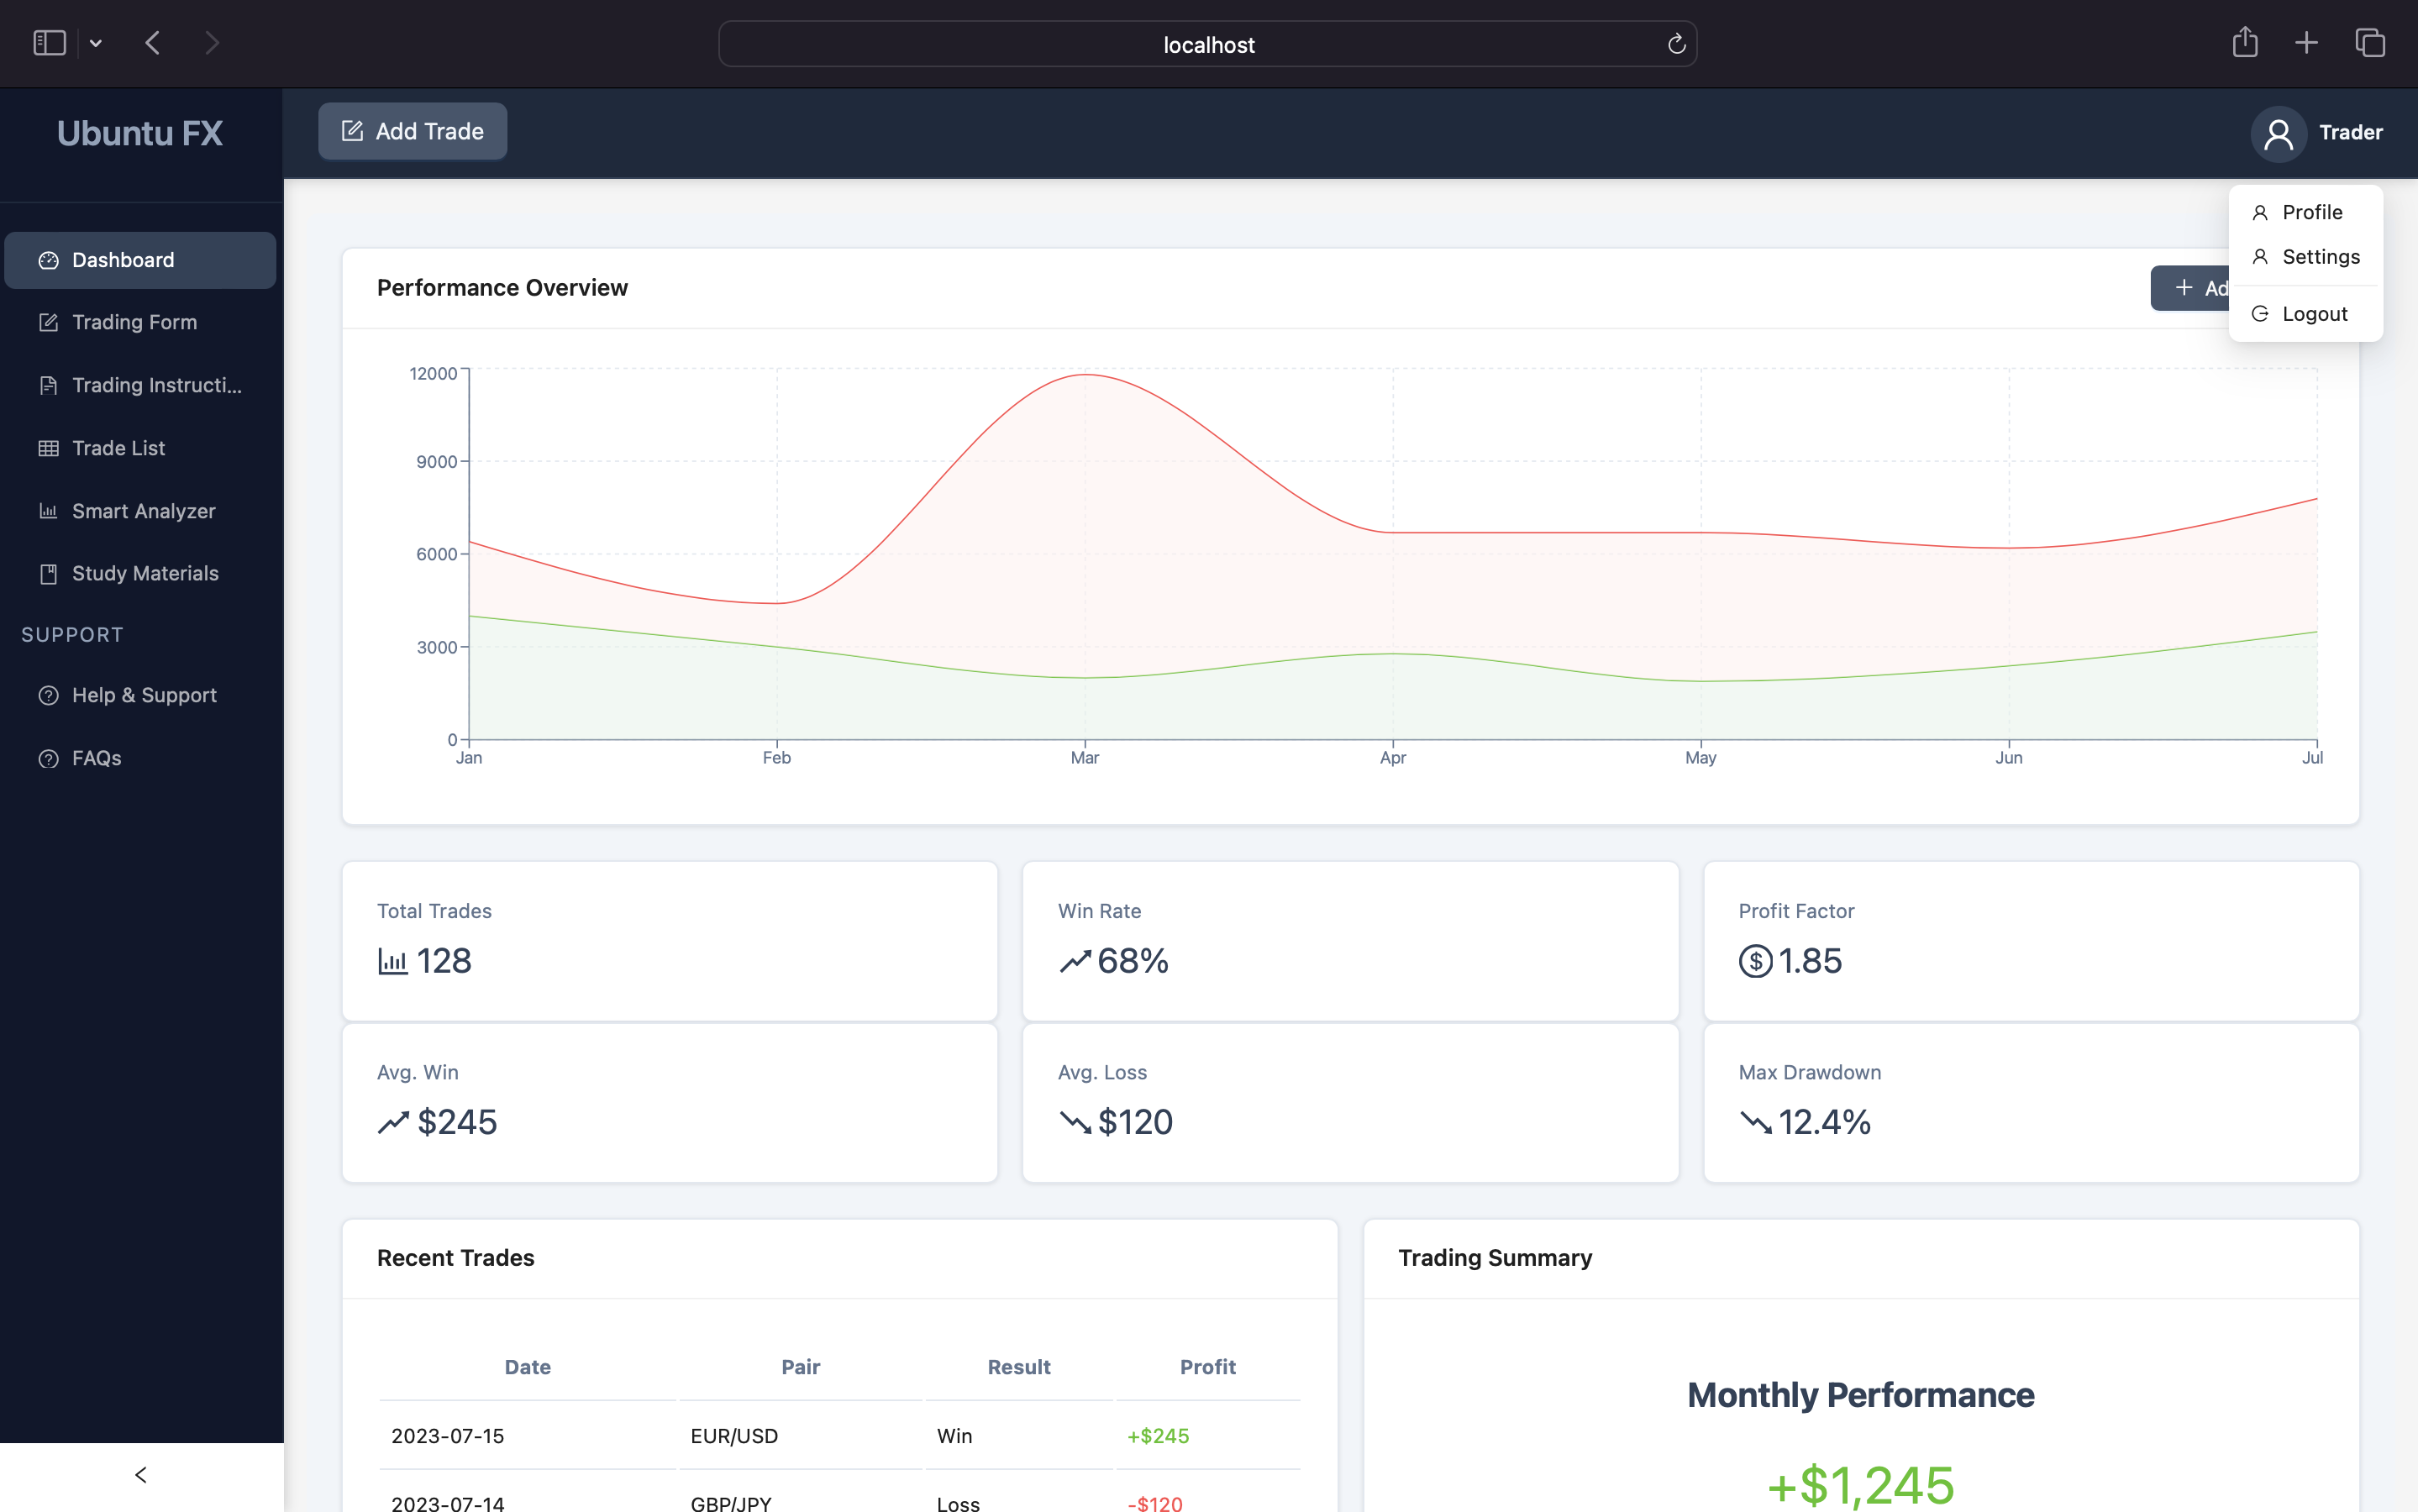 localhost
Ubuntu FX
Add Trade
Trader
Profile
Settings
Logout
Dashboard
Trading Form
Trading Instructi...
Trade List
Smart Analyzer
Study Materials
SUPPORT
Help & Support
FAQs
Performance Overview
+ Ad
12000
9000
6000
3000
0
Jan Feb Mar Apr May Jun Jul
Total Trades
128
Win Rate
68%
Profit Factor
$ 1.85
Avg. Win
$245
Avg. Loss
$120
Max Drawdown
12.4%
Recent Trades
Date Pair Result Profit
2023-07-15 EUR/USD Win +$245
2023-07-14 GBP/JPY Loss -$120
Trading Summary
Monthly Performance
+$1,245